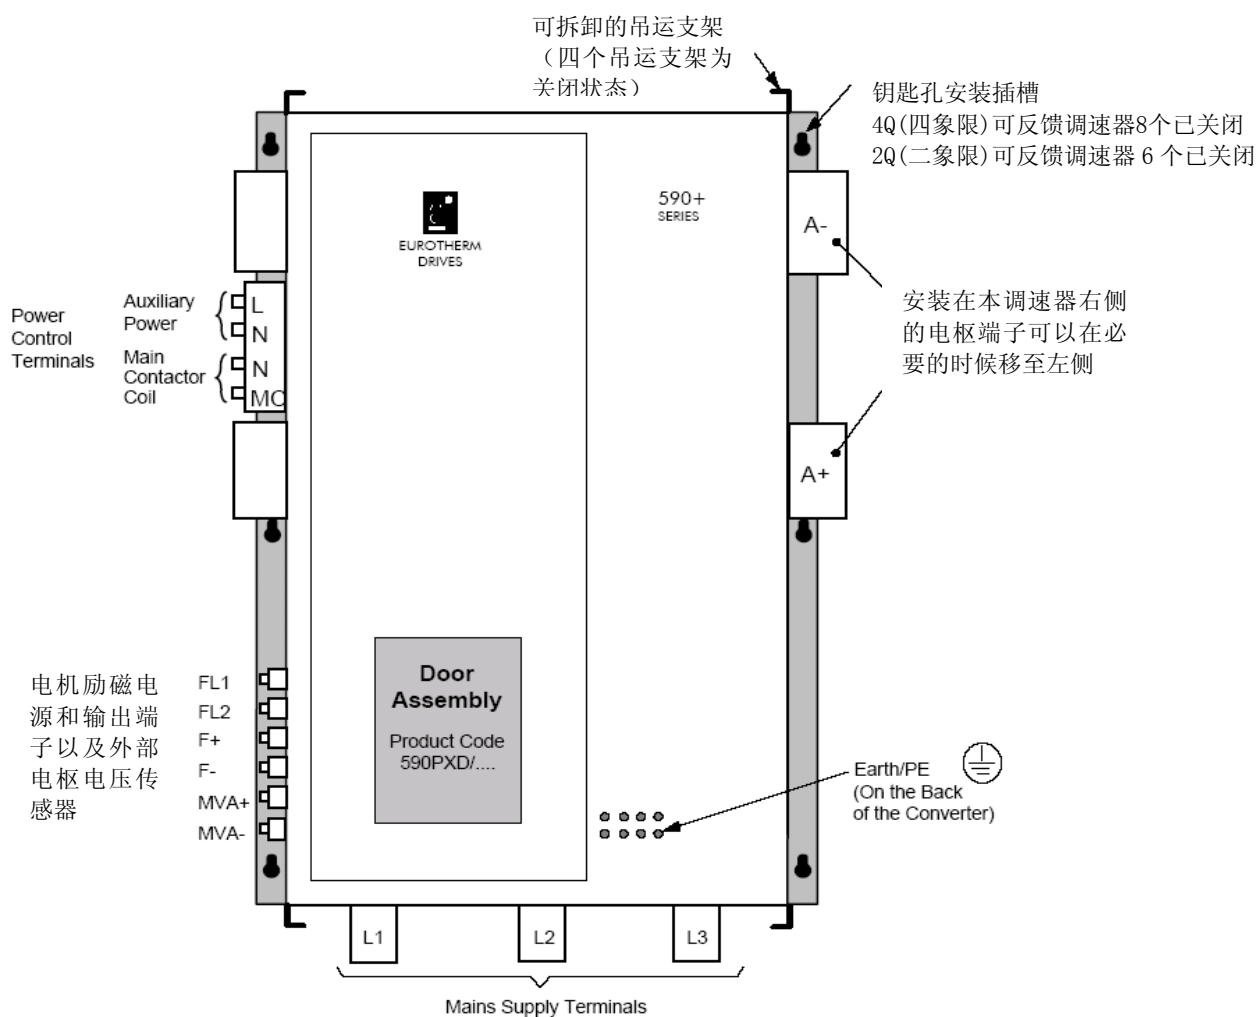 可拆卸的吊运支架
（四个吊运支架为
关闭状态）
钥匙孔安装插槽
4Q(四象限)可反馈调速器8个已关闭
2Q(二象限)可反馈调速器 6 个已关闭
590+
SERIES
EUROTHERM
DRIVES
A-
Power
Control
Terminals
Auxiliary
Power
Main
Contactor
Coil
L
N
N
MC
安装在本调速器右侧
的电枢端子可以在必
要的时候移至左侧
A+
电机励磁电
源和输出端
子以及外部
电枢电压传
感器
FL1
FL2
F+
F-
MVA+
MVA-
Door
Assembly
Product Code
590PXD/....
Earth/PE
(On the Back
of the Converter)
L1
L2
L3
Mains Supply Terminals